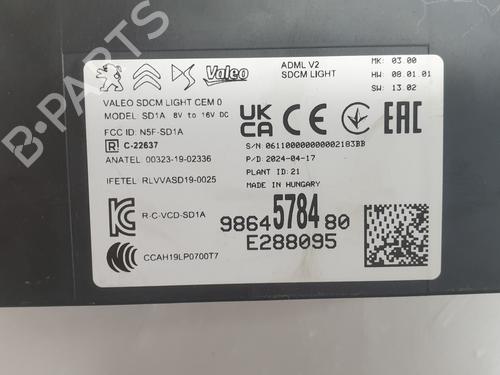 B-PARTS
Valeo
ADML V2
SDCM LIGHT
MK: 03.00
HW: 08.01.01
SW: 13.02
VALEO SDCM LIGHT CEM 0
MODEL: SD1A 8V to 16V DC
FCC ID: N5F-SD1A
R C-22637
ANATEL: 00323-19-02336
IFETEL: RLVVASD19-0025
UK
CA
CE
EAC
S/N: 06110000000002183BB
P/D: 2024-04-17
PLANT ID: 21
MADE IN HUNGARY
R-C-VCD-SD1A
9864578480
E288095
CCAH19LP0700T7